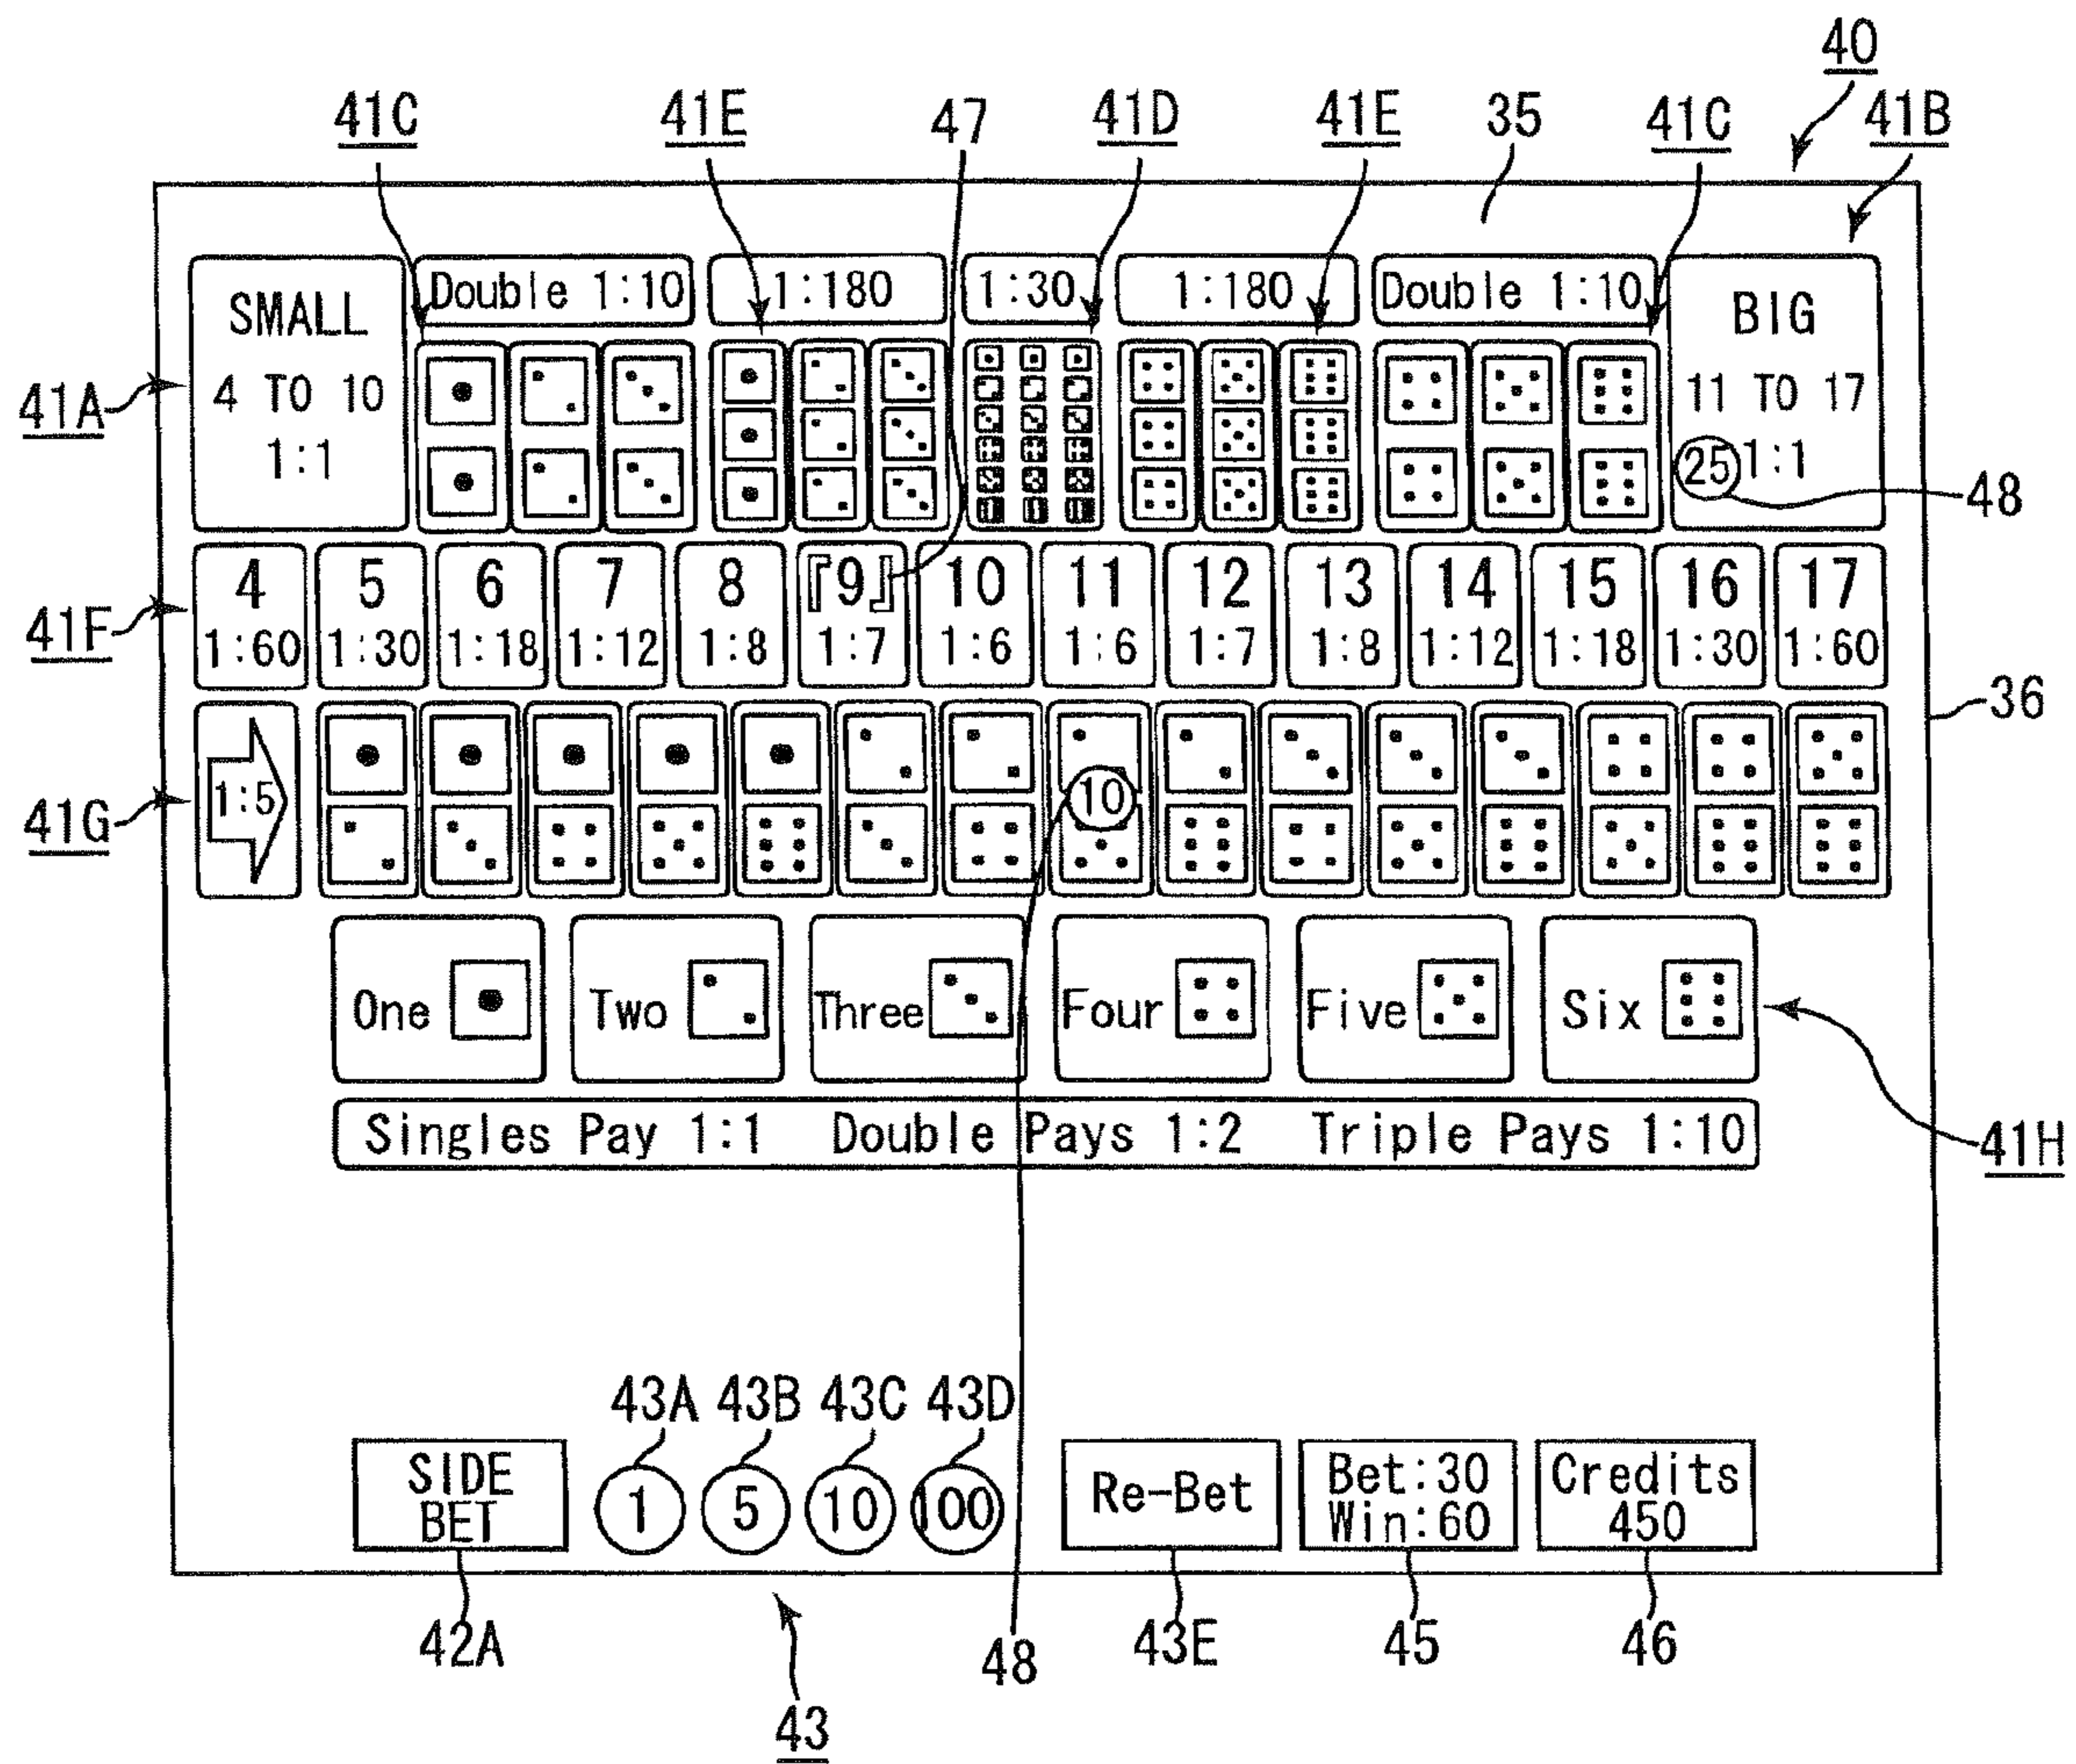 40
41C 41E 47 41D 41E 35 41C 41B
Double 1:10 1:180 1:30 1:180 Double 1:10
SMALL BIG
4 TO 10 11 TO 17
41A
1:1 25 1:1
48
4 5 6 7 8 『9』 10 11 12 13 14 15 16 17
41F
1:60 1:30 1:18 1:12 1:8 1:7 1:6 1:6 1:7 1:8 1:12 1:18 1:30 1:60
36
1:5 10
41G
One Two Three Four Five Six
Singles Pay 1:1 Double Pays 1:2 Triple Pays 1:10
41H
43A 43B 43C 43D
SIDE
BET
1 5 10 100
Re-Bet
Bet:30
Win:60
Credits
450
42A 48 43E 45 46
43